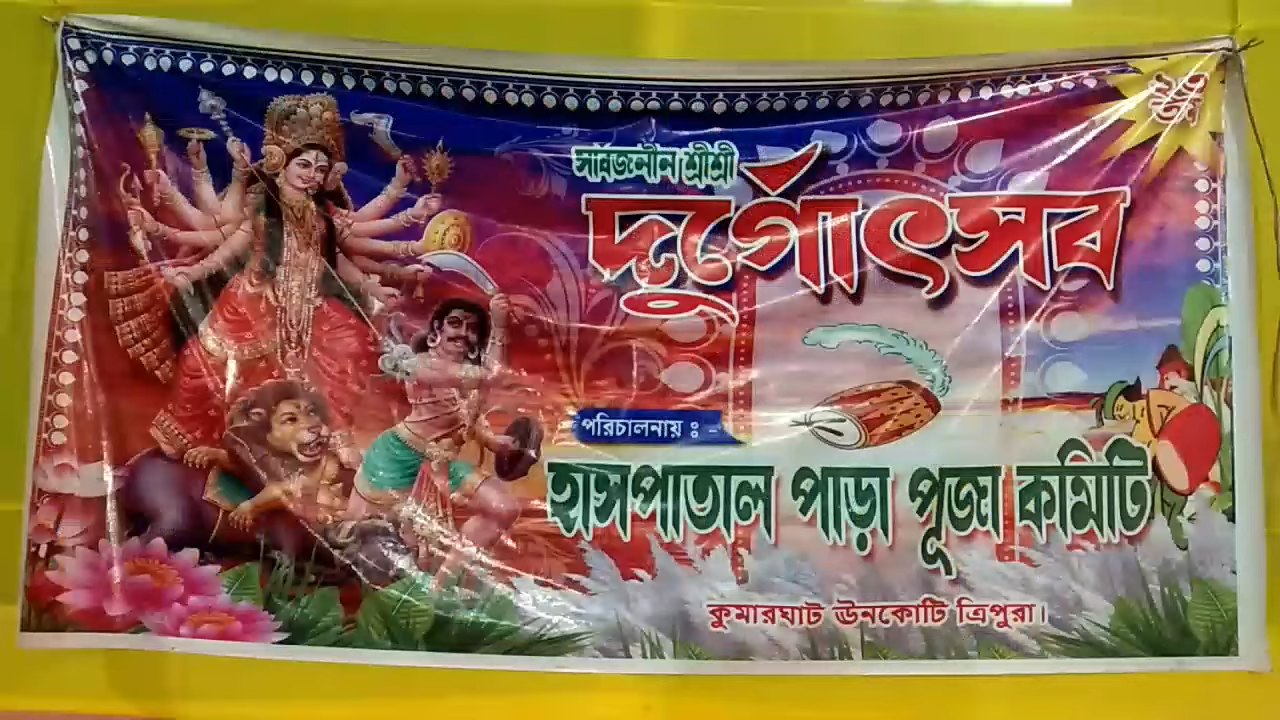 সার্বজনীন শ্রীশ্রী
দুর্গোৎসব
পরিচালনায় ঃ -
হাসপাতাল পাড়া পূজা কমিটি
কুমারঘাট ঊনকোটি ত্রিপুরা।